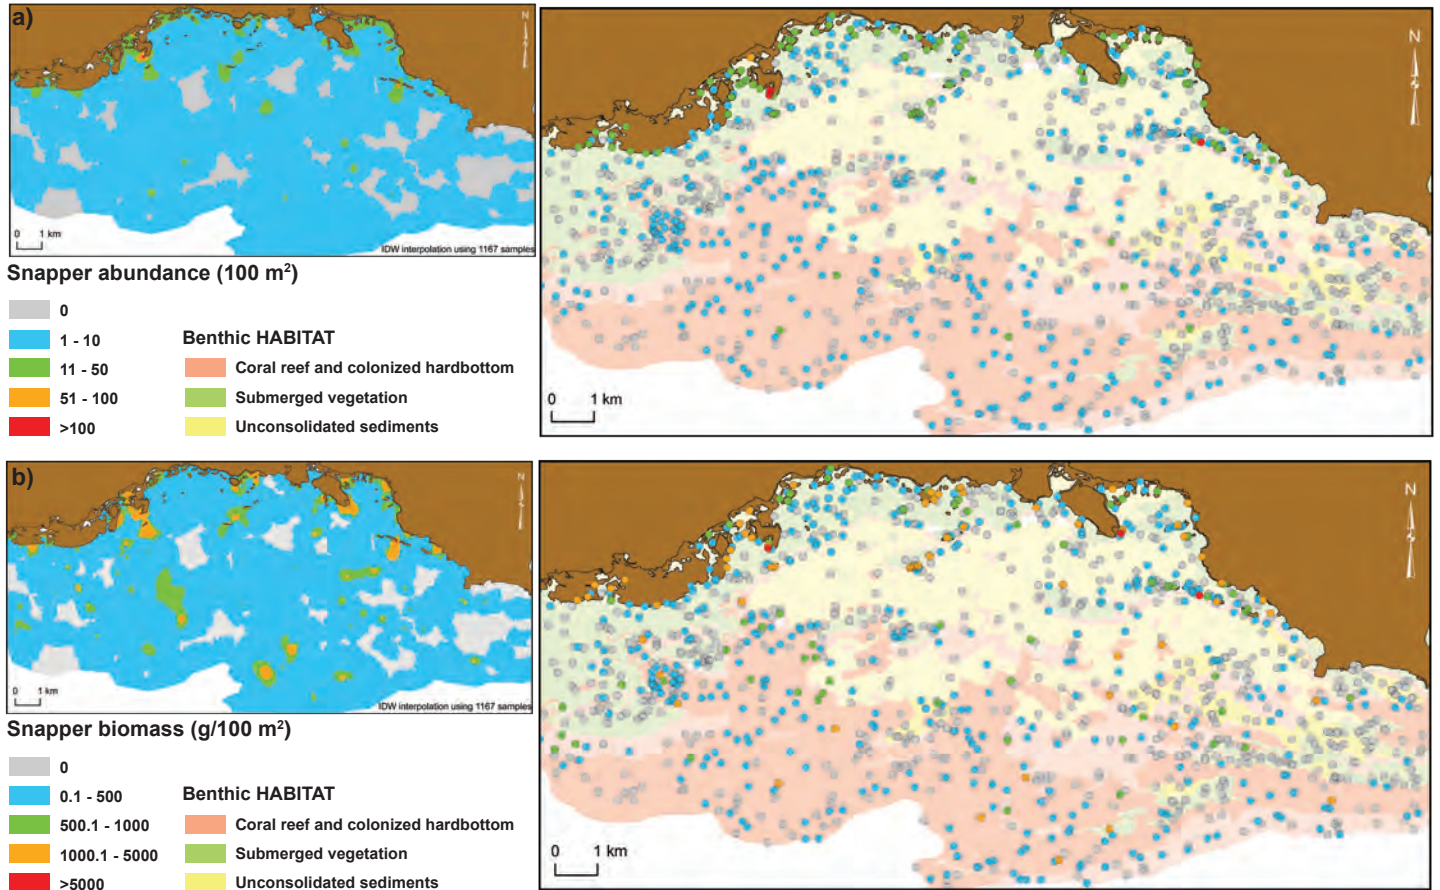 a)
N
0 1 km
IDW interpolation using 1167 samples
N
0 1 km
Snapper abundance (100 m²)
0
1 - 10
11 - 50
51 - 100
>100
Benthic HABITAT
Coral reef and colonized hardbottom
Submerged vegetation
Unconsolidated sediments
b)
N
0 1 km
IDW interpolation using 1167 samples
N
0 1 km
Snapper biomass (g/100 m²)
0
0.1 - 500
500.1 - 1000
1000.1 - 5000
>5000
Benthic HABITAT
Coral reef and colonized hardbottom
Submerged vegetation
Unconsolidated sediments